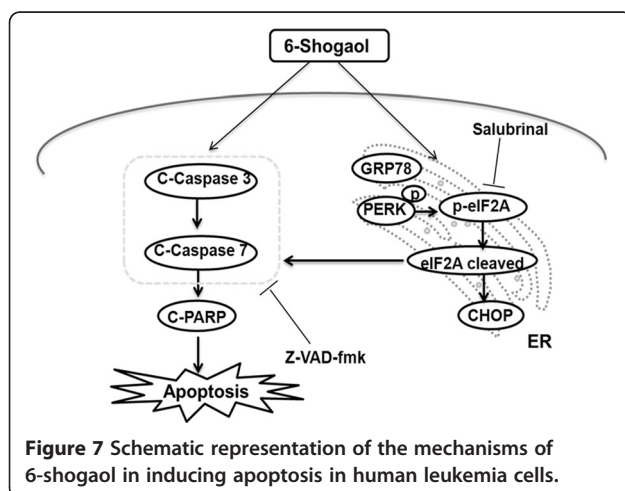 6-Shogaol
Salubrinal
GRP78
C-Caspase 3
p
PERK
p-eIF2A
C-Caspase 7
eIF2A cleaved
C-PARP
CHOP
ER
Z-VAD-fmk
Apoptosis
Figure 7 Schematic representation of the mechanisms of
6-shogaol in inducing apoptosis in human leukemia cells.